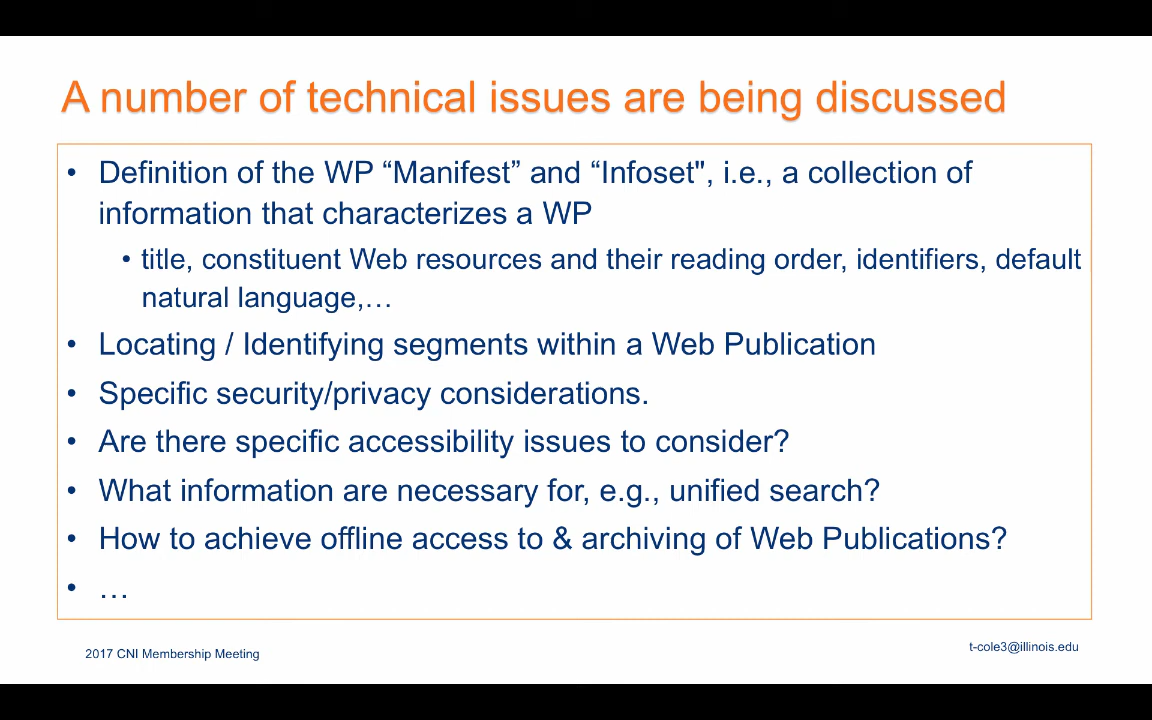 A number of technical issues are being discussed
• Definition of the WP “Manifest” and “Infoset", i.e., a collection of
information that characterizes a WP
• title, constituent Web resources and their reading order, identifiers, default
natural language,…
• Locating / Identifying segments within a Web Publication
• Specific security/privacy considerations.
• Are there specific accessibility issues to consider?
• What information are necessary for, e.g., unified search?
• How to achieve offline access to & archiving of Web Publications?
• …
2017 CNI Membership Meeting
t-cole3@illinois.edu